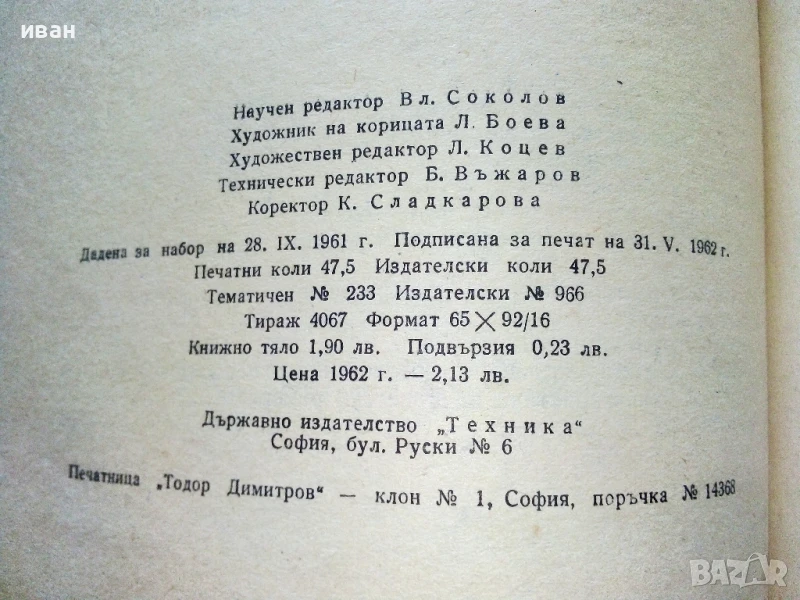 иван
Научен редактор Вл. Соколов
Художник на корицата Л. Боева
Художествен редактор Л. Коцев
Технически редактор Б. Въжаров
Коректор К. Сладкарова
Дадена за набор на 28. IX. 1961 г. Подписана за печат на 31. V. 1962 г.
Печатни коли 47,5 Издателски коли 47,5
Тематичен № 233 Издателски № 966
Тираж 4067 Формат 65 × 92/16
Книжно тяло 1,90 лв. Подвързия 0,23 лв.
Цена 1962 г. — 2,13 лв.
Държавно издателство „Техника“
София, бул. Руски № 6
Печатница „Тодор Димитров“ — клон № 1, София, поръчка № 14368
BAZAR